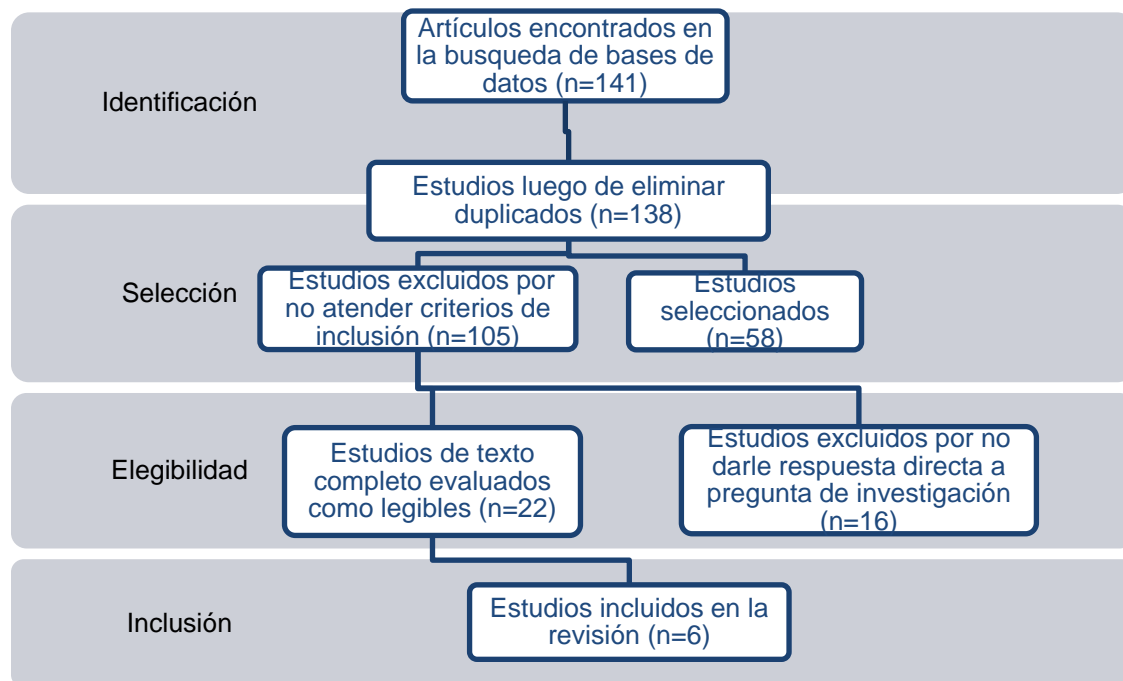 Artículos encontrados en
la busqueda de bases de
datos (n=141)
Identificación
Estudios luego de eliminar
duplicados (n=138)
Selección
Estudios excluidos por
no atender criterios de
inclusión (n=105)
Estudios
seleccionados
(n=58)
Elegibilidad
Estudios de texto
completo evaluados
como legibles (n=22)
Estudios excluidos por no
darle respuesta directa a
pregunta de investigación
(n=16)
Inclusión
Estudios incluidos en la
revisión (n=6)